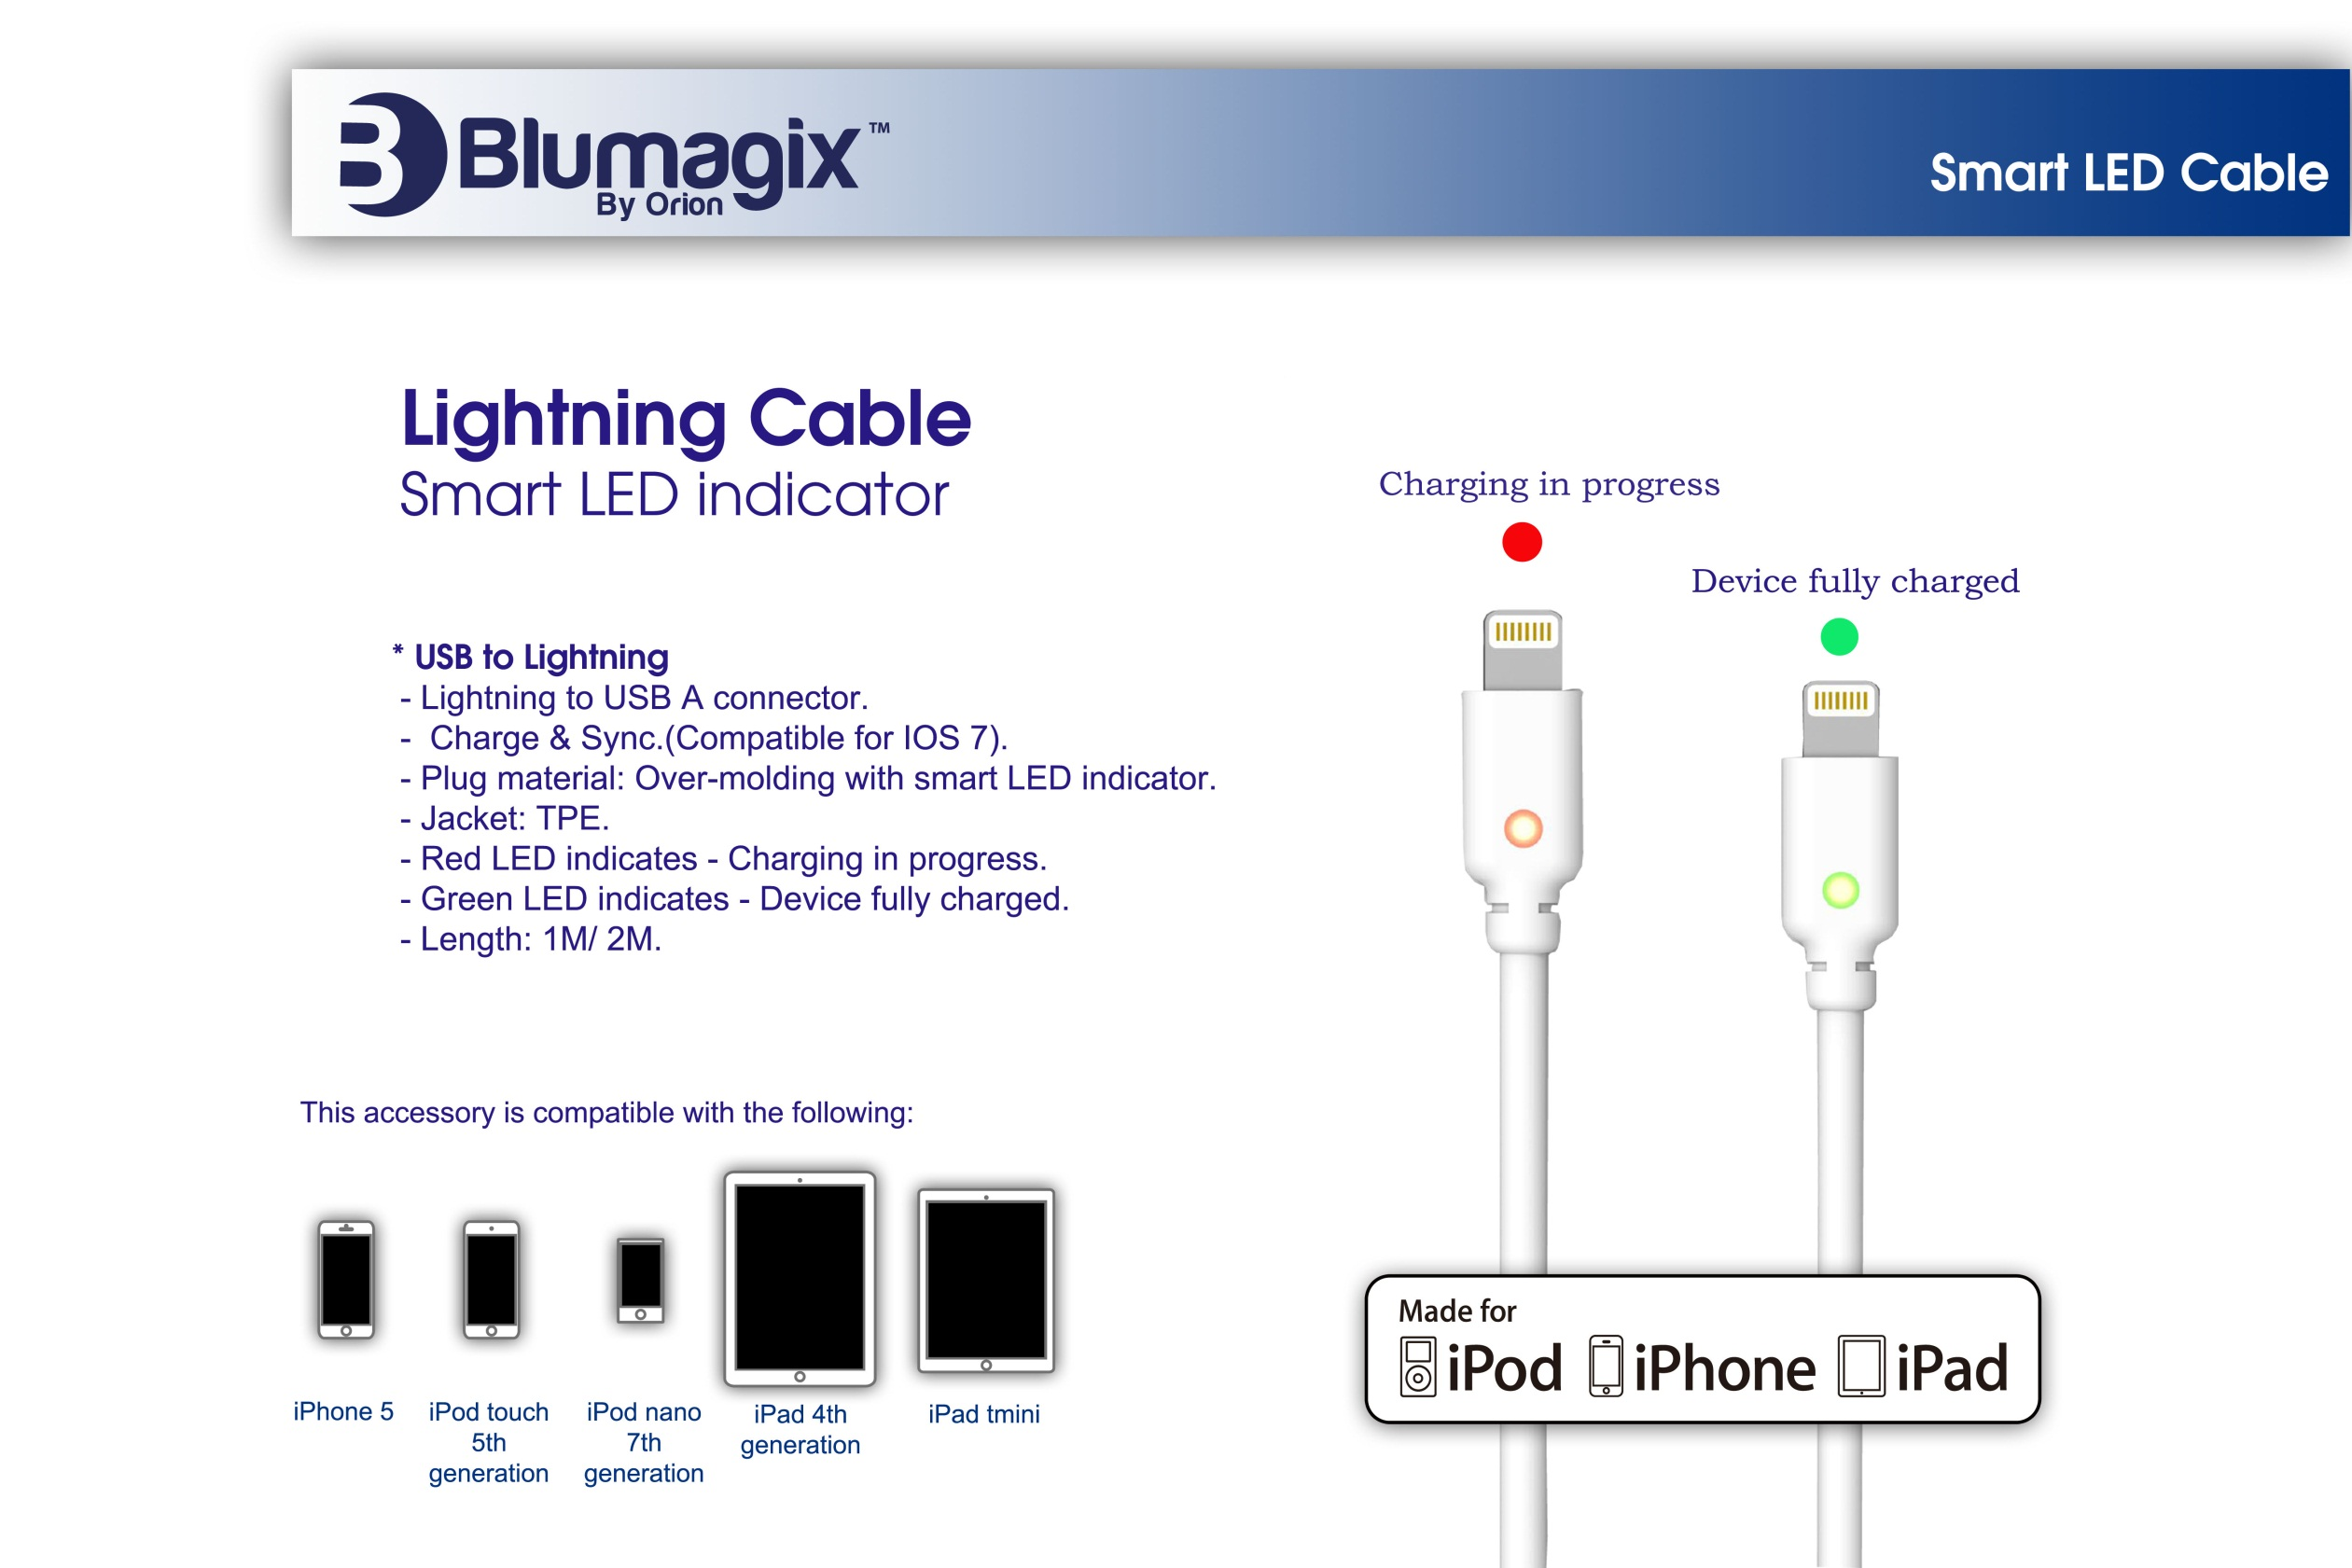 B Blumagix™
By Orion
Smart LED Cable
Lightning Cable
Smart LED indicator
* USB to Lightning
- Lightning to USB A connector.
- Charge & Sync.(Compatible for IOS 7).
- Plug material: Over-molding with smart LED indicator.
- Jacket: TPE.
- Red LED indicates - Charging in progress.
- Green LED indicates - Device fully charged.
- Length: 1M/ 2M.
Charging in progress
Device fully charged
This accessory is compatible with the following:
iPhone 5
iPod touch
5th
generation
iPod nano
7th
generation
iPad 4th
generation
iPad tmini
Made for
iPod iPhone iPad